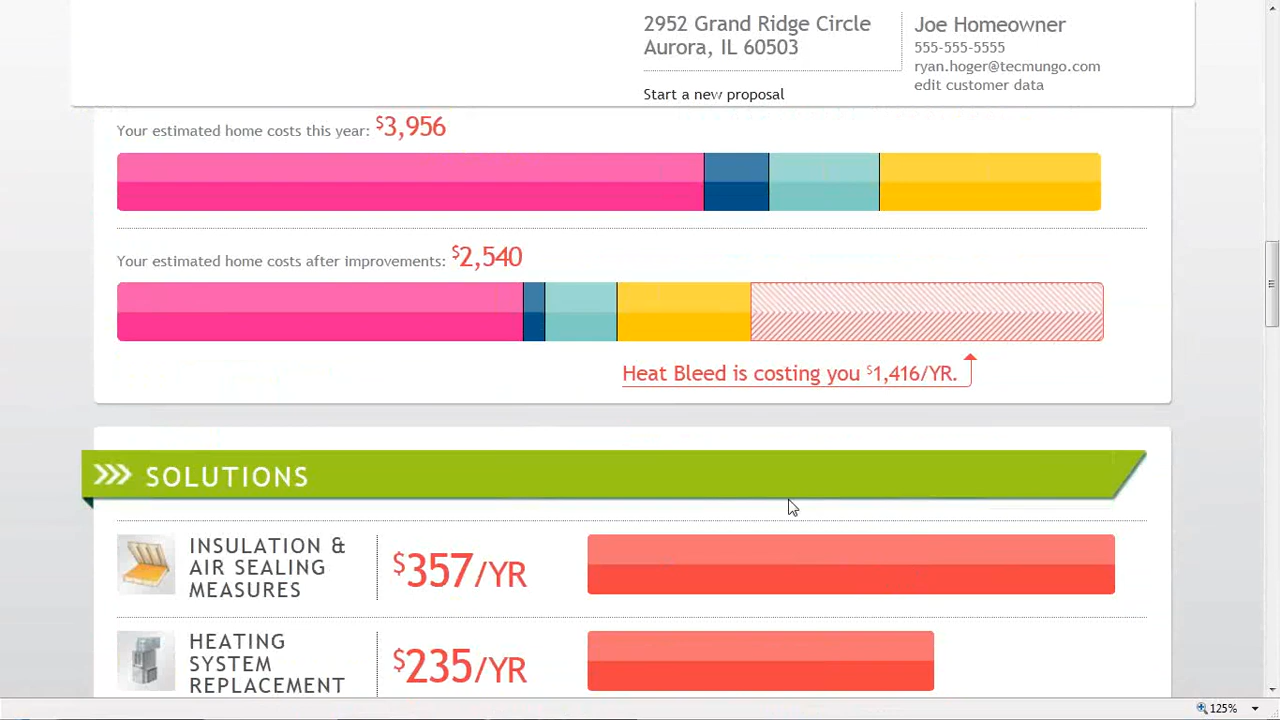 2952 Grand Ridge Circle
Aurora, IL 60503
Start a new proposal
Joe Homeowner
555-555-5555
ryan.hoger@tecmungo.com
edit customer data
Your estimated home costs this year: $3,956
Your estimated home costs after improvements: $2,540
Heat Bleed is costing you $1,416/YR.
SOLUTIONS
INSULATION &
AIR SEALING
MEASURES
$357/YR
HEATING
SYSTEM
REPLACEMENT
$235/YR
125%